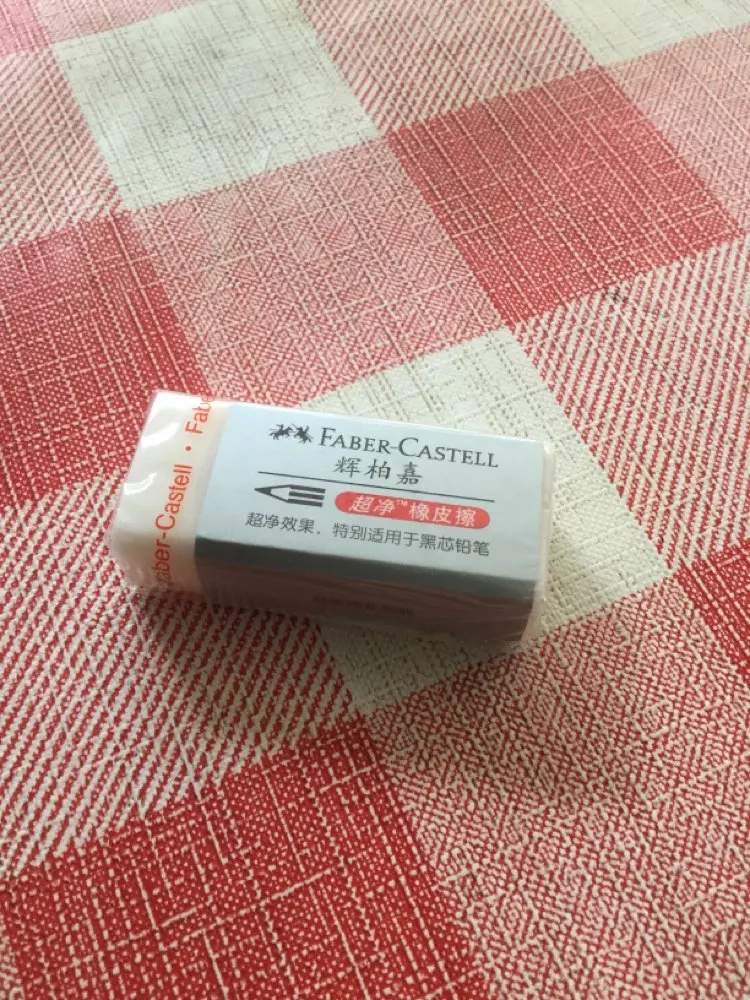 FABER-CASTELL
辉柏嘉
超净™橡皮擦
超净效果，特别适用于黑芯铅笔
Faber-Castell • Fabe